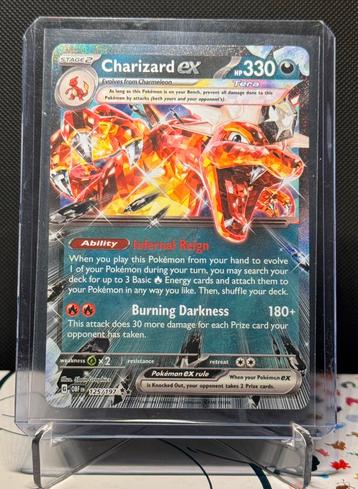 STAGE2 Charizard ex HP330
Evolves from Charmeleon
Tera
As long as this Pokémon is on your Bench, prevent all damage done to this
Pokémon by attacks (both yours and your opponent's).
Ability Infernal Reign
When you play this Pokémon from your hand to evolve
1 of your Pokémon during your turn, you may search your
deck for up to 3 Basic Energy cards and attach them to
your Pokémon in any way you like. Then, shuffle your deck.
Burning Darkness 180+
This attack does 30 more damage for each Prize card your
opponent has taken.
weakness ×2 resistance retreat
Illus.
Pokémon ex rule When your Pokémon ex
is Knocked Out, your opponent takes 2 Prize cards.
G OBF EN 125/197